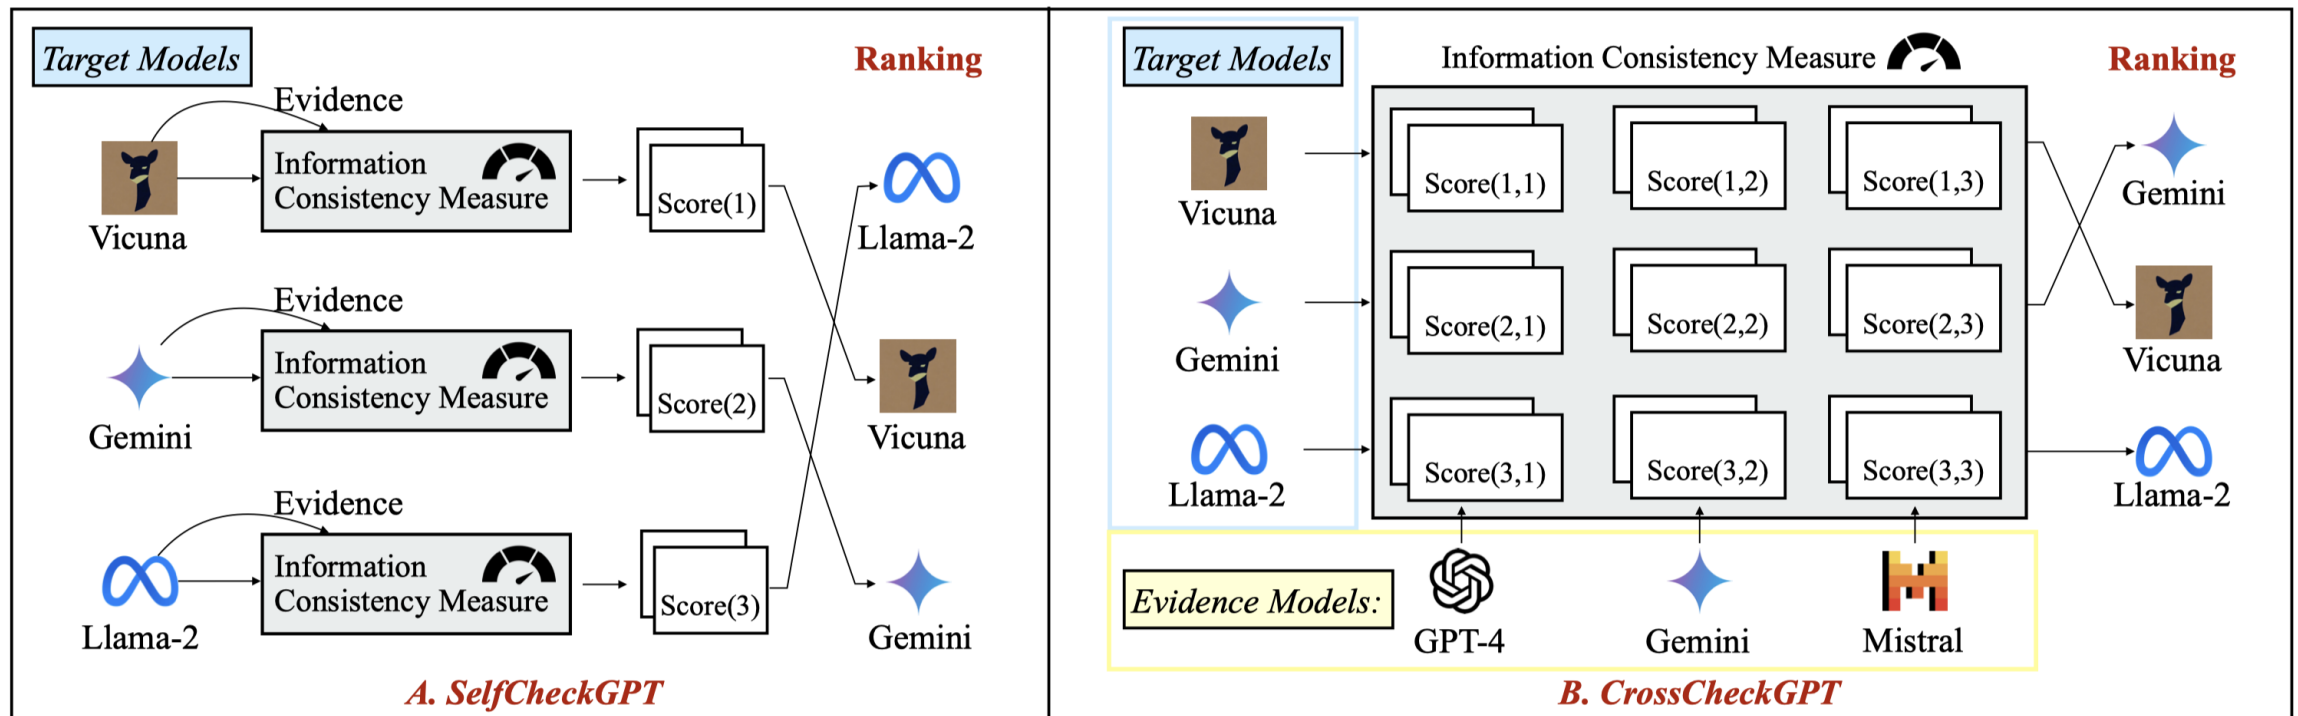 Target Models
Ranking
Evidence
Information
Consistency Measure
Score(1)
Vicuna
Llama-2
Evidence
Information
Consistency Measure
Score(2)
Gemini
Vicuna
Evidence
Information
Consistency Measure
Score(3)
Llama-2
Gemini
A. SelfCheckGPT
Target Models
Information Consistency Measure
Ranking
Vicuna
Score(1,1)
Score(1,2)
Score(1,3)
Gemini
Gemini
Score(2,1)
Score(2,2)
Score(2,3)
Vicuna
Llama-2
Score(3,1)
Score(3,2)
Score(3,3)
Llama-2
Evidence Models:
GPT-4
Gemini
Mistral
B. CrossCheckGPT